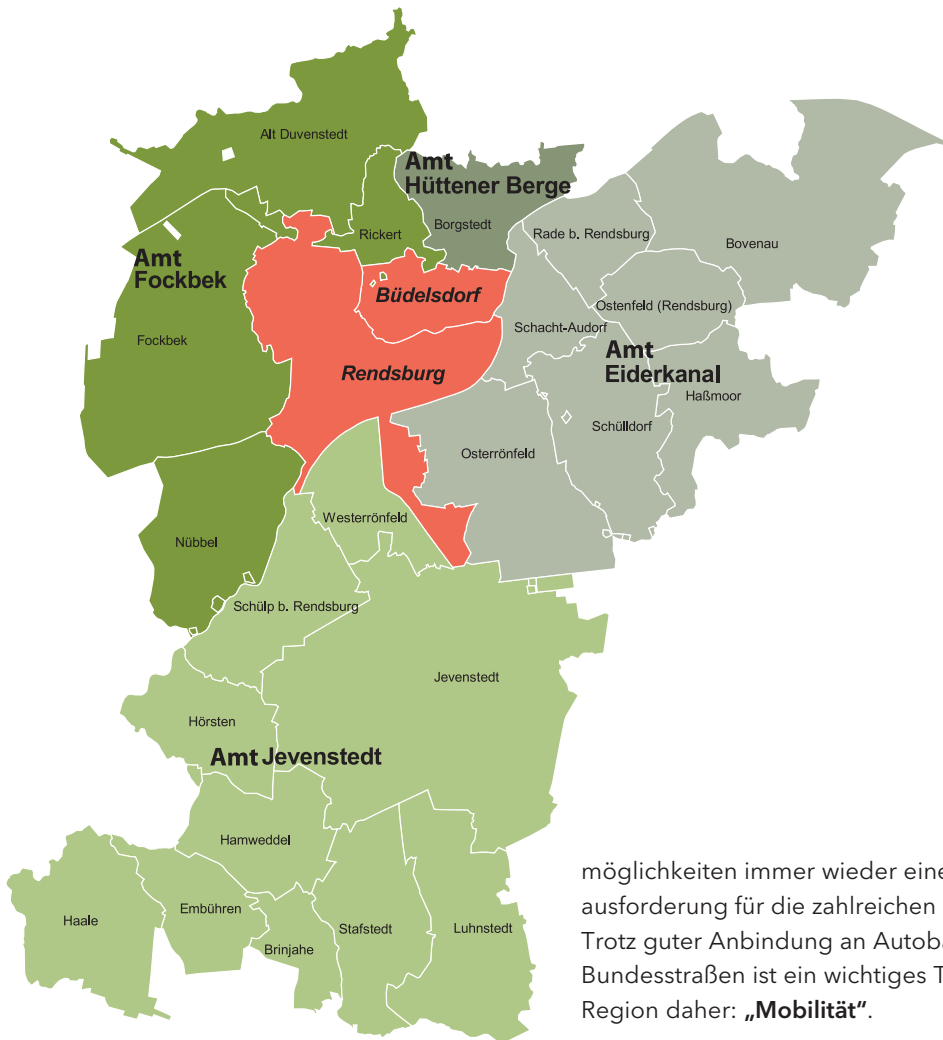 Alt Duvenstedt
Amt
Hüttener Berge
Rickert
Borgstedt
Rade b. Rendsburg
Bovenau
Amt
Fockbek
Büdelsdorf
Ostenfeld (Rendsburg)
Fockbek
Schacht-Audorf
Rendsburg
Amt
Eiderkanal
Haßmoor
Schülldorf
Osterrönfeld
Westerrönfeld
Nübbel
Schülp b. Rendsburg
Jevenstedt
Hörsten
Amt Jevenstedt
Hamweddel
Haale
Embühren
Brinjahe
Stafstedt
Luhnstedt
möglichkeiten immer wieder eine
ausforderung für die zahlreichen
Trotz guter Anbindung an Autoba
Bundesstraßen ist ein wichtiges T
Region daher: „Mobilität“.